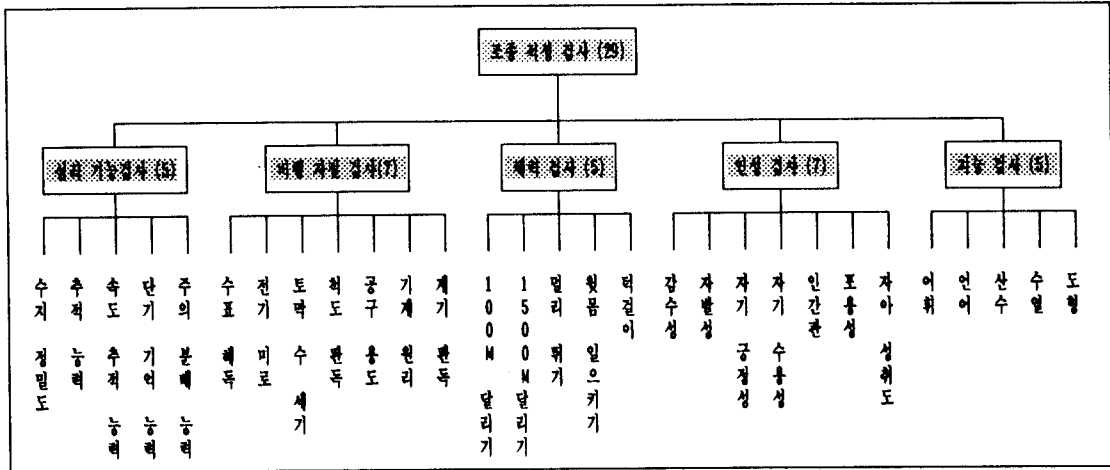 조종 적성 검사 (29)
심리 기능검사 (5)
비행 자질 검사(7)
체력 검사 (5)
인성 검사 (7)
지능 검사 (5)
수지 정밀도
추적 능력
속도 추적 능력
단기 기억 능력
주의 분배 능력
수표 해독
전기 미로
토막 수 세기
척도 판독
공구 용도
기계 원리
계기 판독
100M 달리기
1500M달리기
멀리 뛰기
윗몸 일으키기
턱걸이
감수성
자발성
자기 긍정성
자기 수용성
인간관
포용성
자아 성취도
어휘
언어
산수
수열
도형